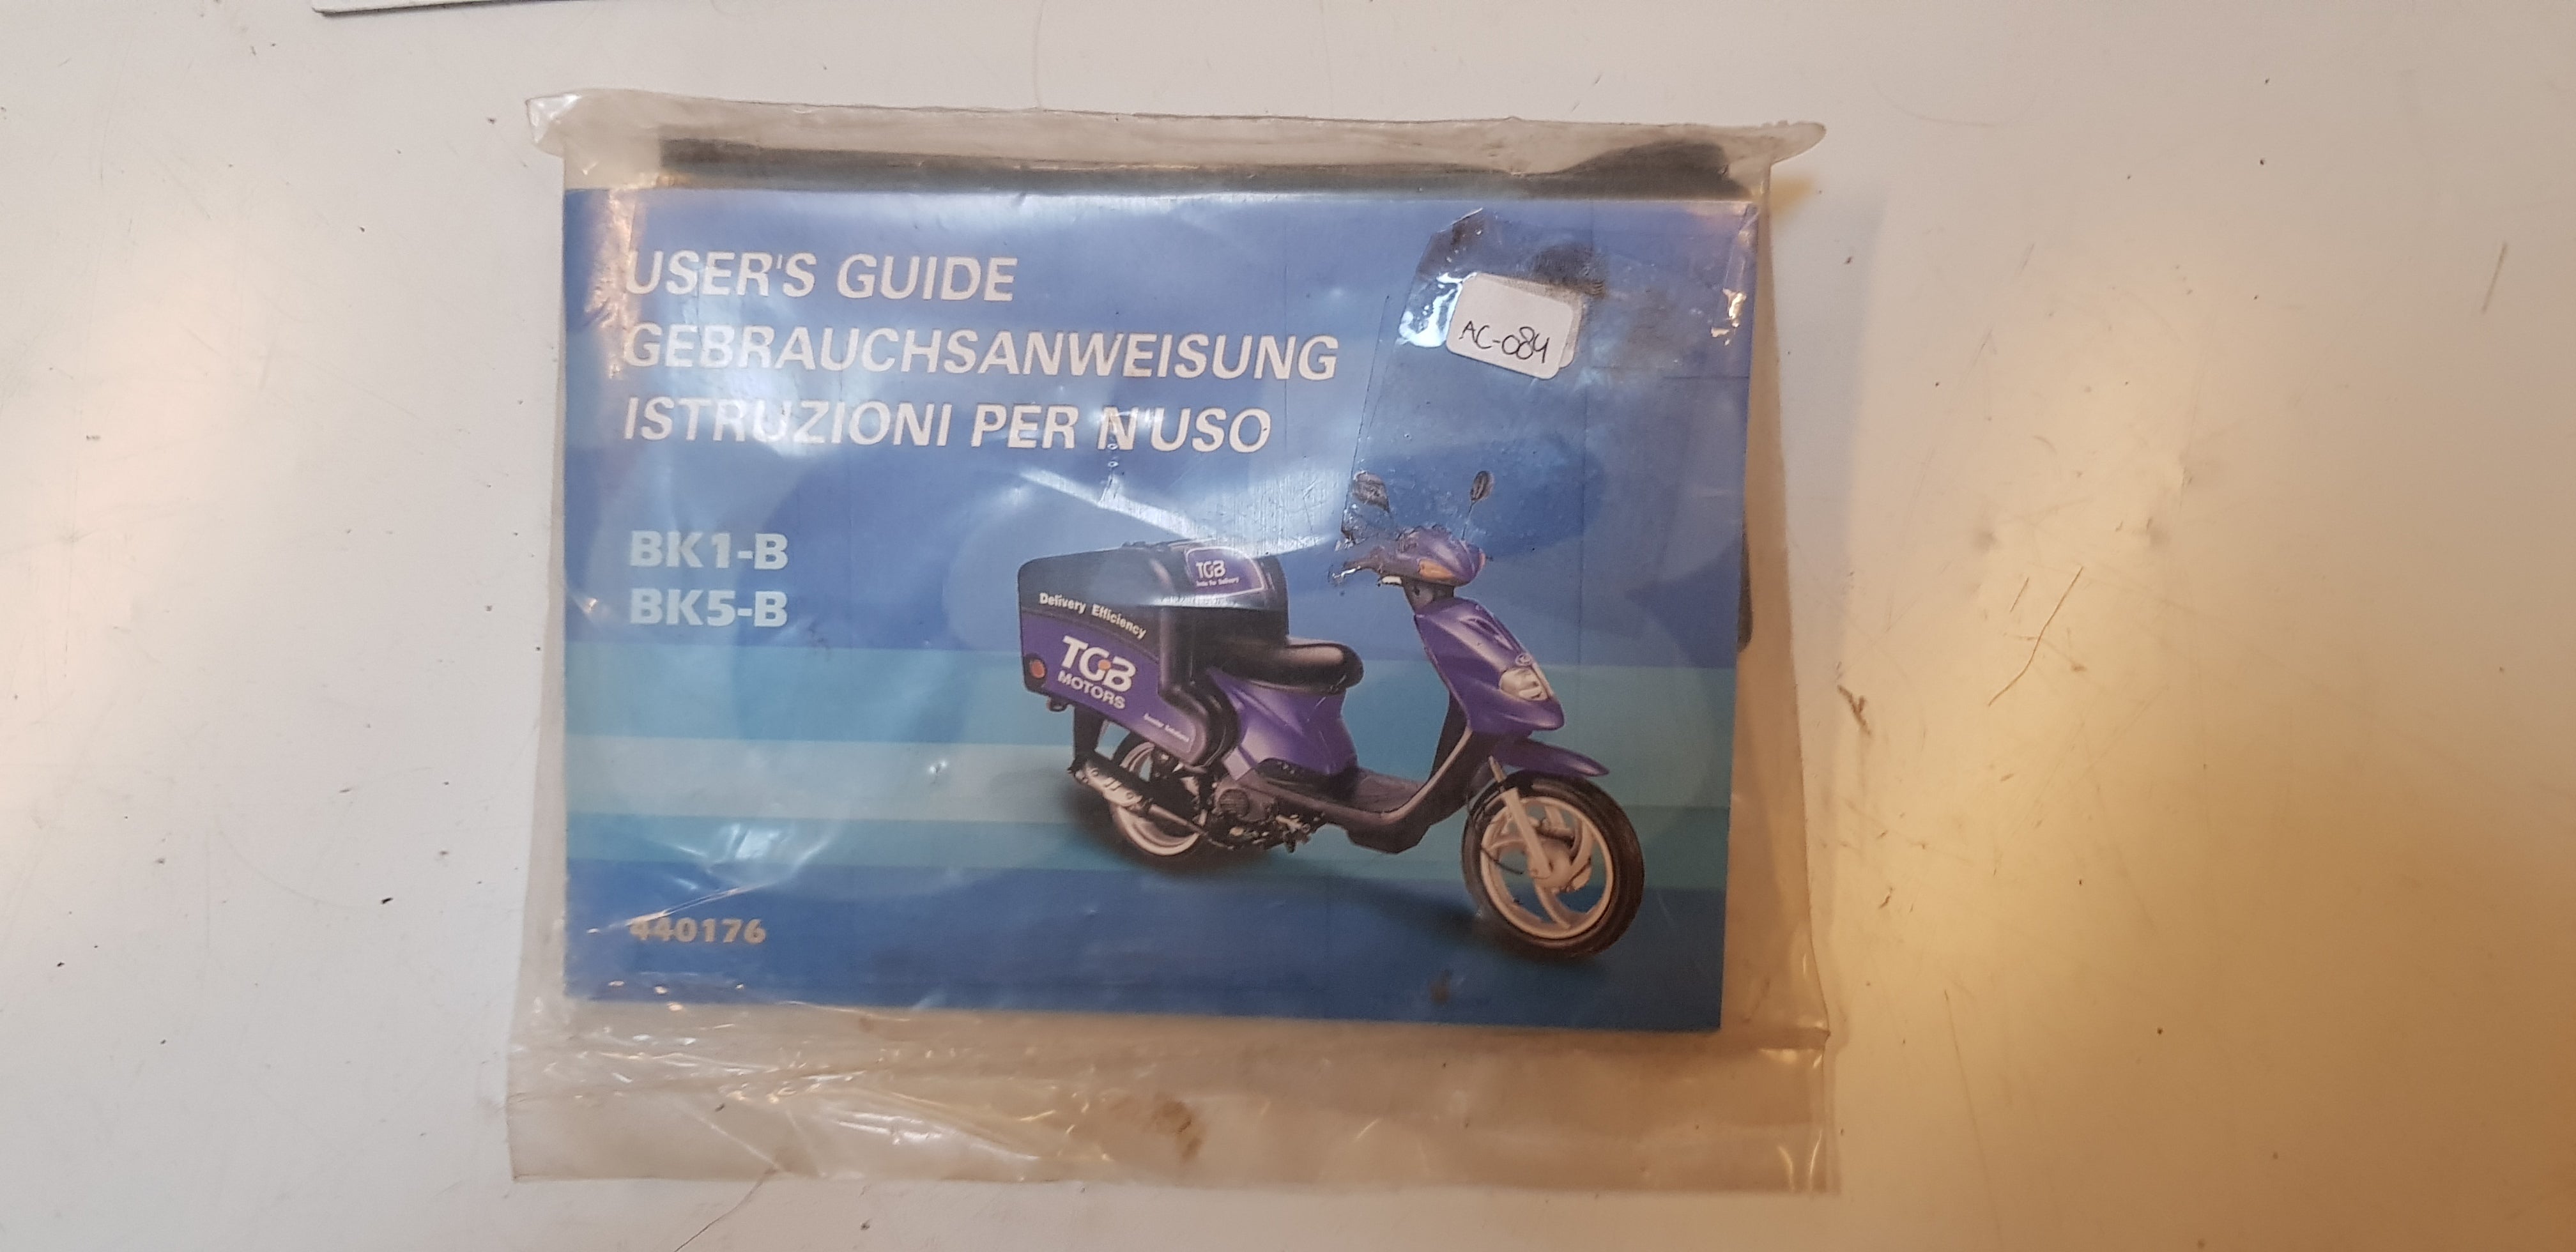 USER'S GUIDE
GEBRAUCHSANWEISUNG
ISTRUZIONI PER N'USO
AC-084
BK1-B
BK5-B
TGB
Delivery Efficiency
TGB
MOTORS
440176